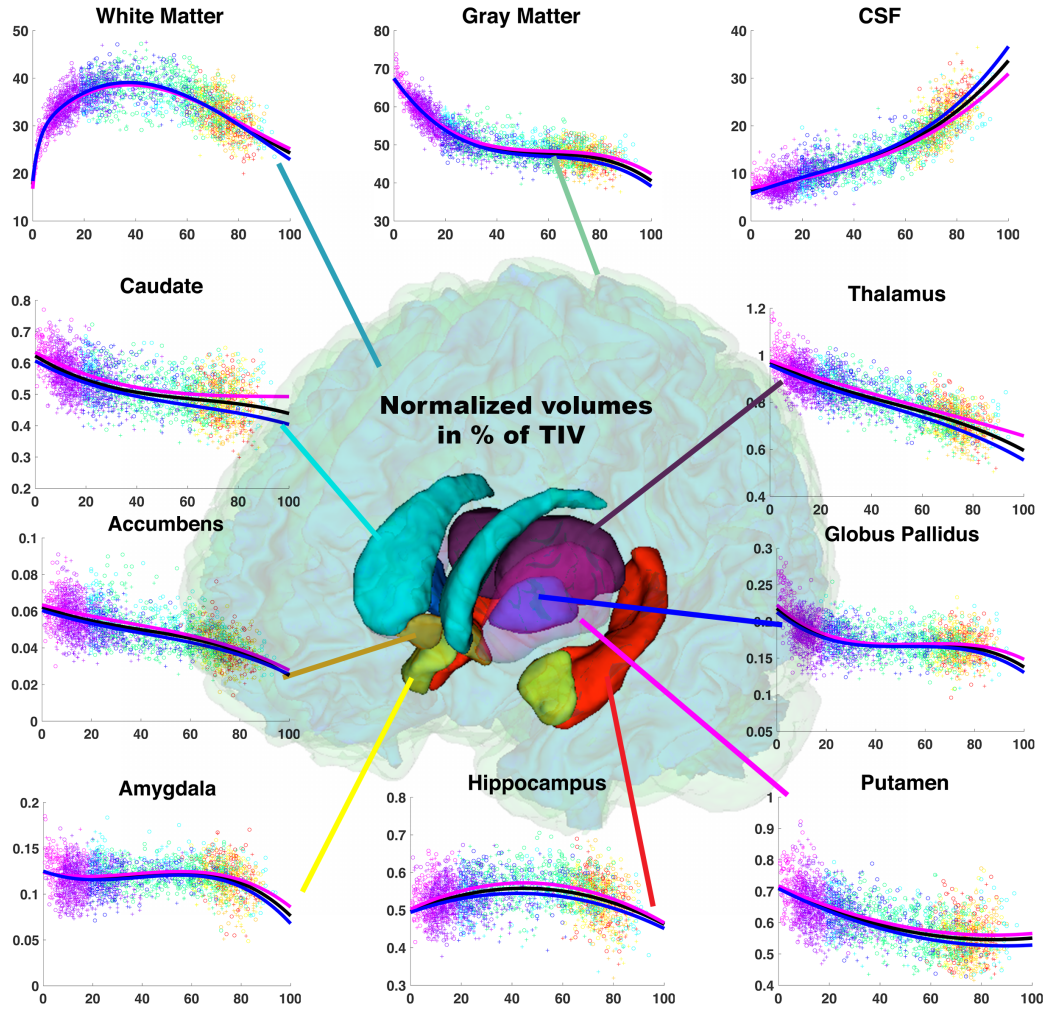 White Matter
50
40
30
20
10
0 20 40 60 80 100
Gray Matter
80
70
60
50
40
30
0 20 40 60 80 100
CSF
40
30
20
10
0
0 20 40 60 80 100
Caudate
0.8
0.7
0.6
0.5
0.4
0.3
0.2
0 20 40 60 80 100
Thalamus
1.2
1
0.8
0.6
0.4
0 20 40 60 80 100
Normalized volumes
in % of TIV
Accumbens
0.1
0.08
0.06
0.04
0.02
0
0 20 40 60 80 100
Globus Pallidus
0.3
0.25
0.2
0.15
0.1
0.05
0 20 40 60 80 100
Amygdala
0.2
0.15
0.1
0.05
0
0 20 40 60 80 100
Hippocampus
0.8
0.7
0.6
0.5
0.4
0.3
0 20 40 60 80 100
Putamen
1
0.9
0.8
0.7
0.6
0.5
0.4
0 20 40 60 80 100